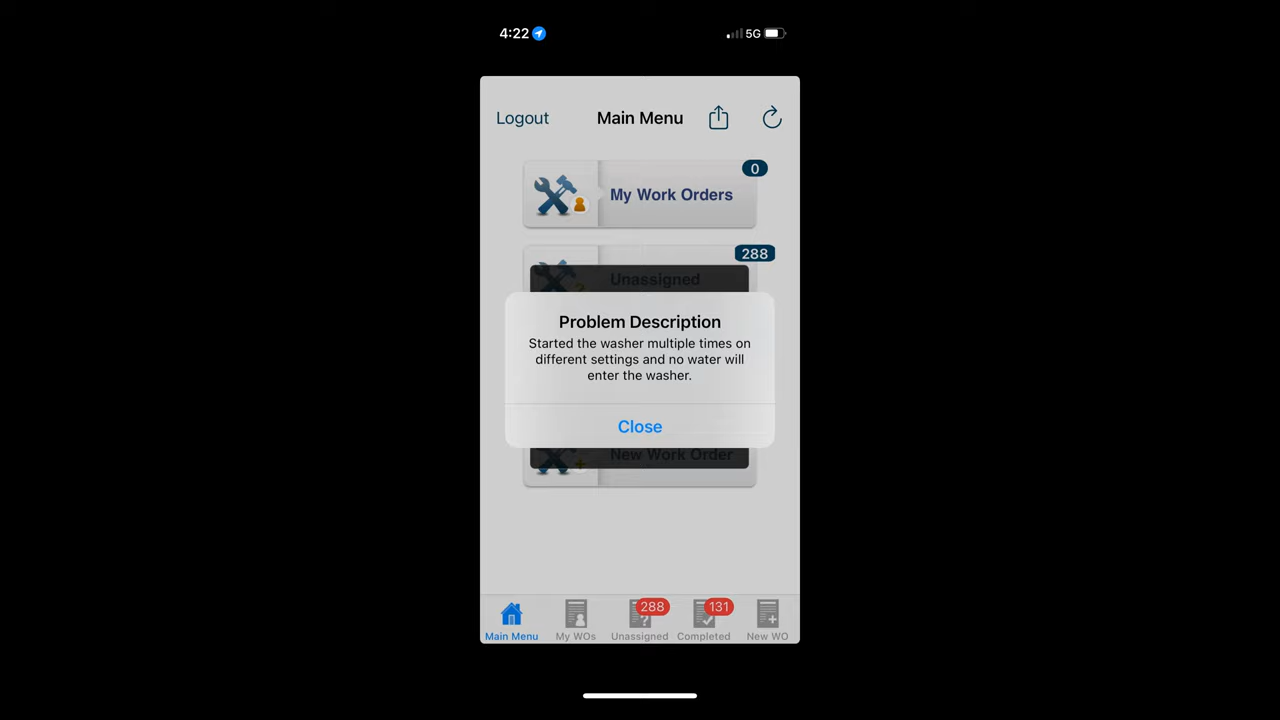 4:22
5G
Logout
Main Menu
0
My Work Orders
288
Unassigned
Problem Description
Started the washer multiple times on
different settings and no water will
enter the washer.
Close
New Work Order
288
131
Main Menu
My WOs
Unassigned
Completed
New WO